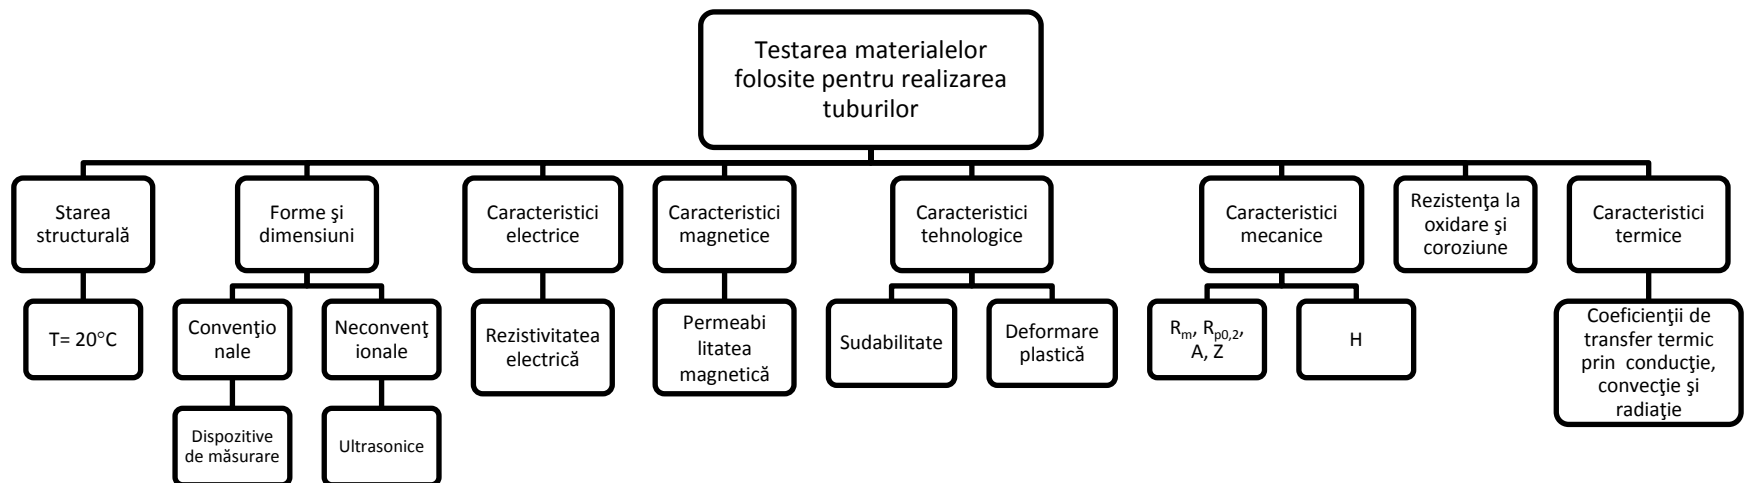 Testarea materialelor
folosite pentru realizarea
tuburilor
Starea
structurală
Forme şi
dimensiuni
Caracteristici
electrice
Caracteristici
magnetice
Caracteristici
tehnologice
Caracteristici
mecanice
Rezistenţa la
oxidare şi
coroziune
Caracteristici
termice
T= 20°C
Convenţio
nale
Neconvenţ
ionale
Rezistivitatea
electrică
Permeabi
litatea
magnetică
Sudabilitate
Deformare
plastică
Rm, Rp0,2,
A, Z
H
Coeficienţii de
transfer termic
prin conducţie,
convecţie şi
radiaţie
Dispozitive
de măsurare
Ultrasonice